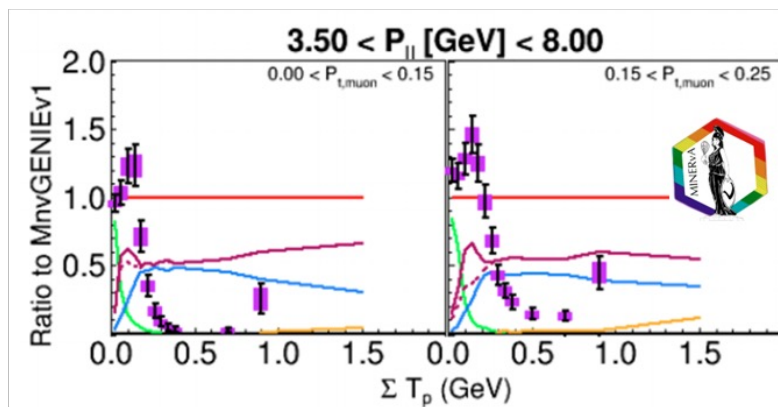 3.50 < P|| [GeV] < 8.00
0.00 < Pt,muon < 0.15
0.15 < Pt,muon < 0.25
Ratio to MnvGENIEv1
2.0
1.5
1.0
0.5
0.0
0.0 0.5 1.0 1.5
0.0 0.5 1.0 1.5
Σ Tp (GeV)
MINERvA